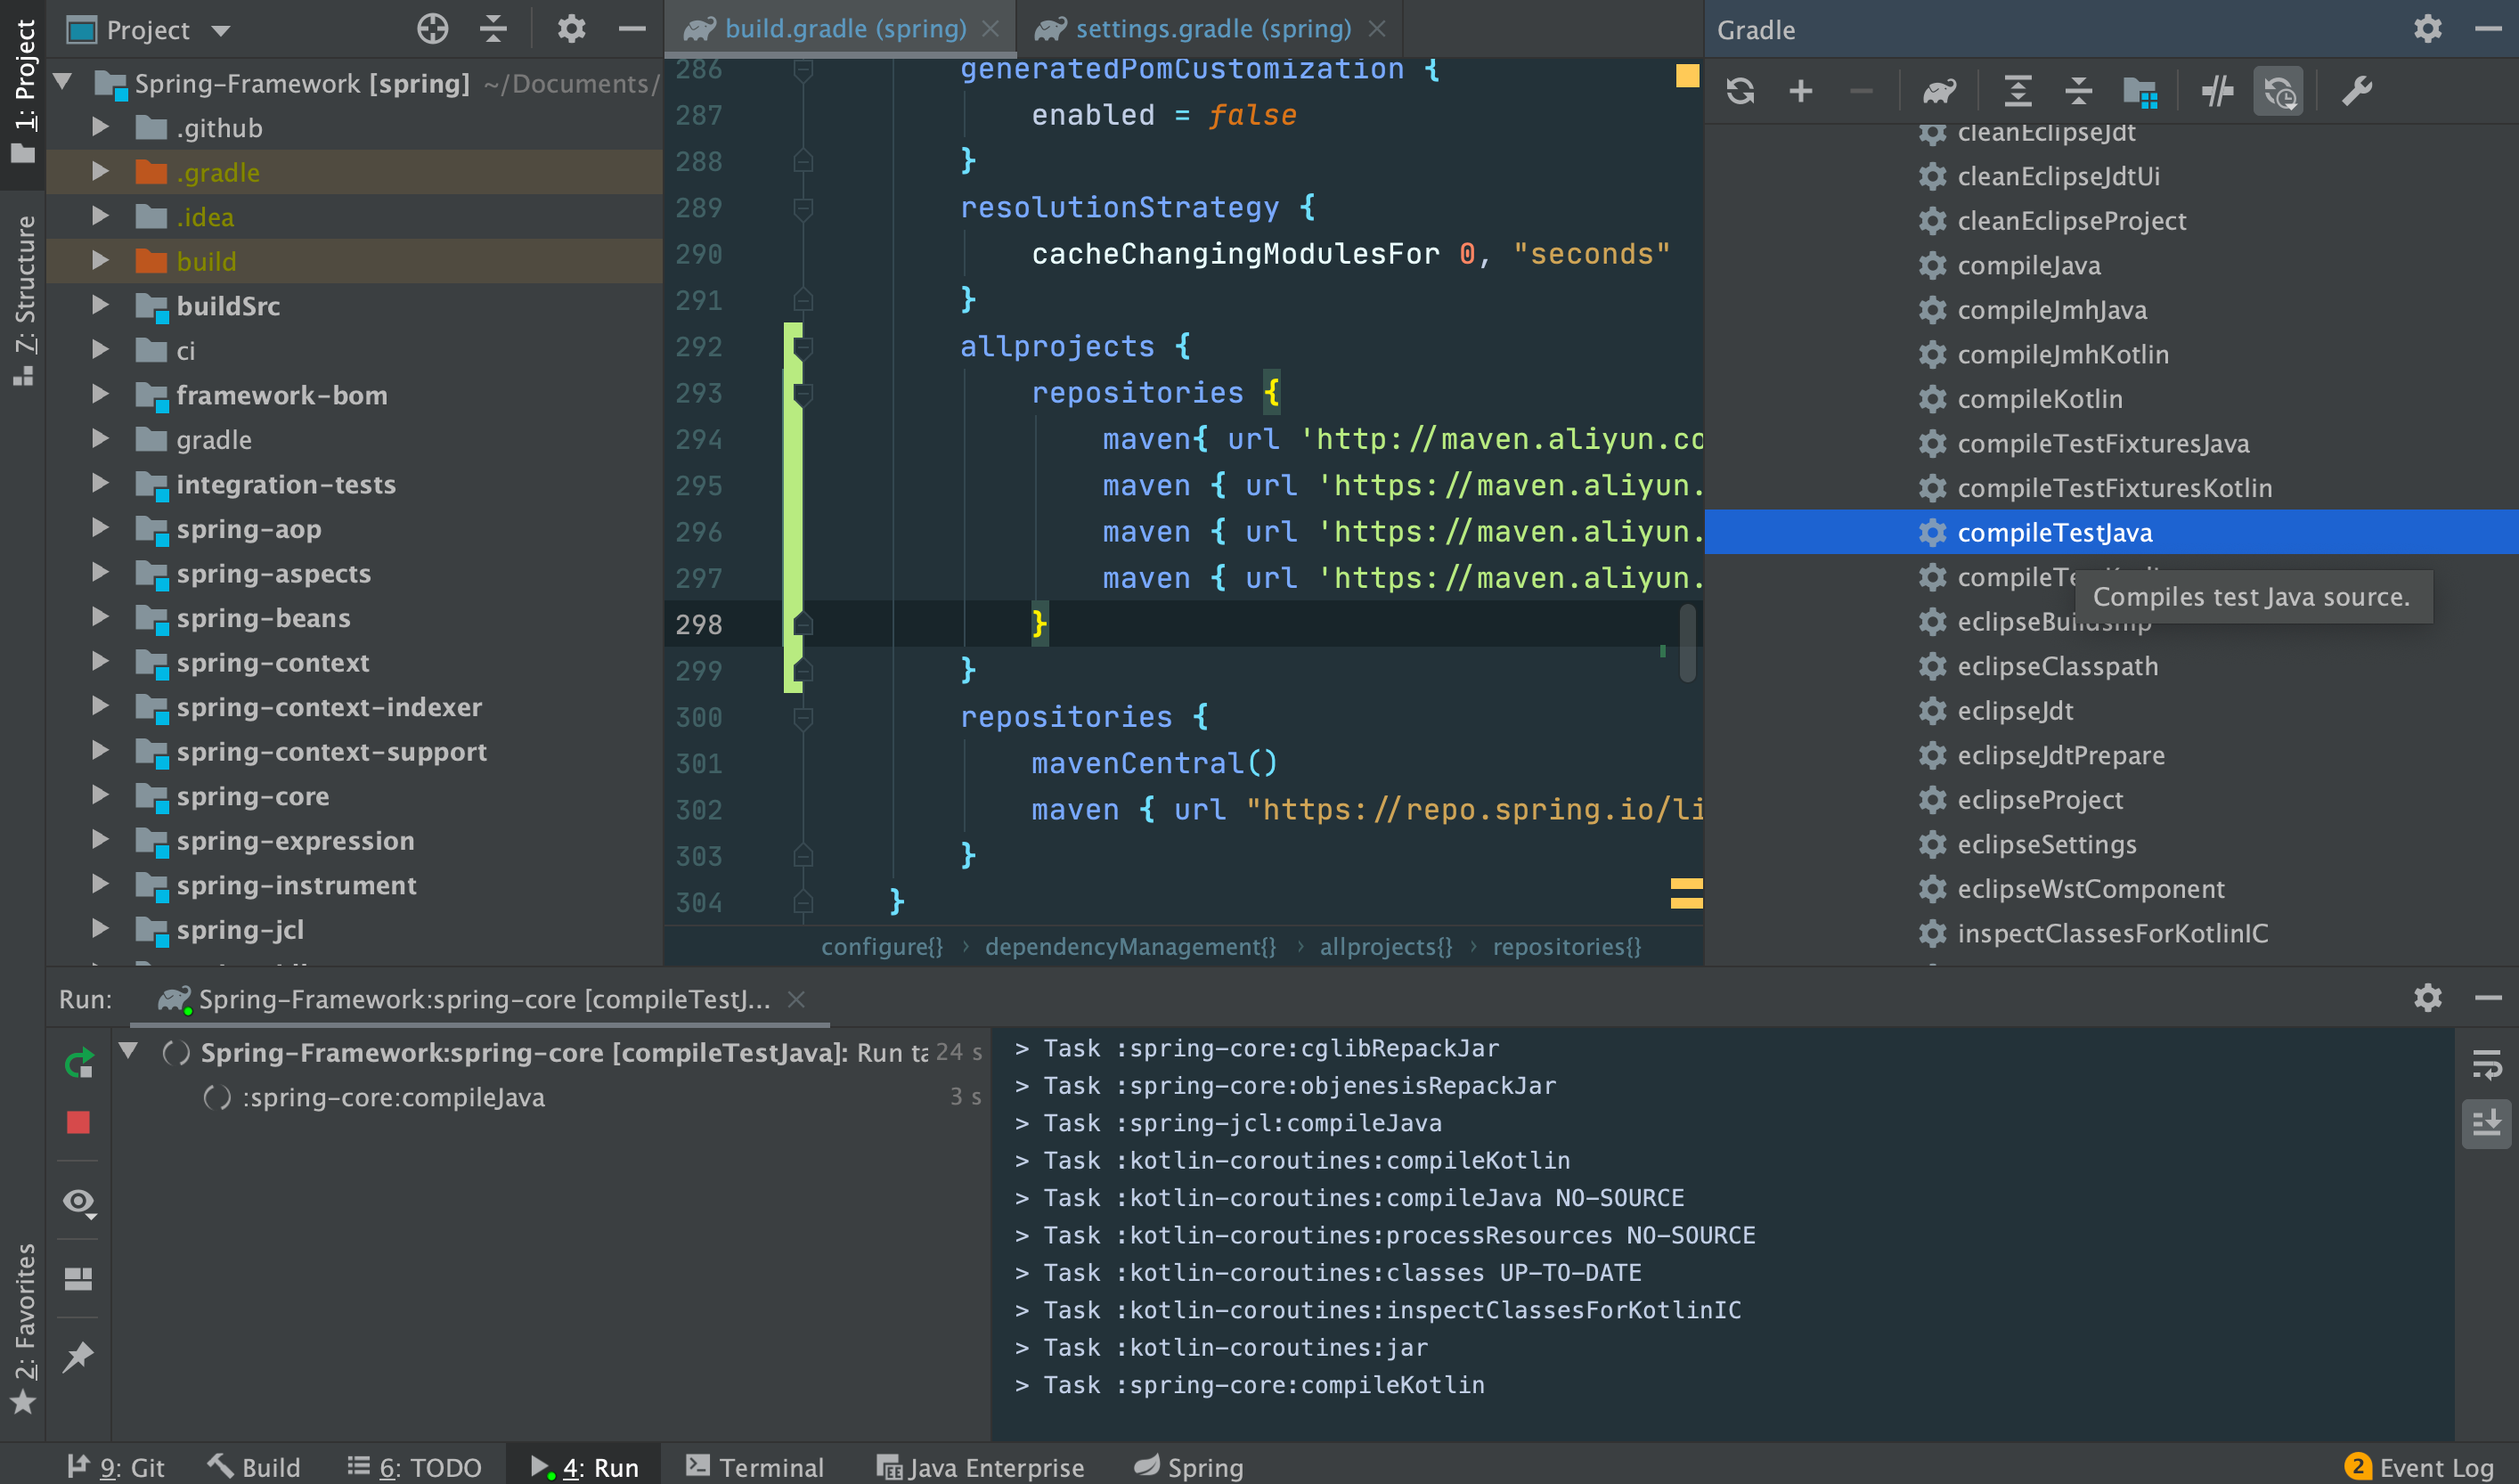 1: Project
7: Structure
2: Favorites
Project
Spring-Framework [spring] ~/Documents/
.github
.gradle
.idea
build
buildSrc
ci
framework-bom
gradle
integration-tests
spring-aop
spring-aspects
spring-beans
spring-context
spring-context-indexer
spring-context-support
spring-core
spring-expression
spring-instrument
spring-jcl
build.gradle (spring)
settings.gradle (spring)
286 generatedPomCustomization {
287 enabled = false
288 }
289 resolutionStrategy {
290 cacheChangingModulesFor 0, "seconds"
291 }
292 allprojects {
293 repositories {
294 maven{ url 'http://maven.aliyun.co
295 maven { url 'https://maven.aliyun.
296 maven { url 'https://maven.aliyun.
297 maven { url 'https://maven.aliyun.
298 }
299 }
300 repositories {
301 mavenCentral()
302 maven { url "https://repo.spring.io/li
303 }
304 }
configure{} › dependencyManagement{} › allprojects{} › repositories{}
Gradle
cleanEclipseJdt
cleanEclipseJdtUi
cleanEclipseProject
compileJava
compileJmhJava
compileJmhKotlin
compileKotlin
compileTestFixturesJava
compileTestFixturesKotlin
compileTestJava
Compiles test Java source.
eclipseBuildship
eclipseClasspath
eclipseJdt
eclipseJdtPrepare
eclipseProject
eclipseSettings
eclipseWstComponent
inspectClassesForKotlinIC
Run: Spring-Framework:spring-core [compileTestJ...
Spring-Framework:spring-core [compileTestJava]: Run ta 24 s
:spring-core:compileJava 3 s
> Task :spring-core:cglibRepackJar
> Task :spring-core:objenesisRepackJar
> Task :spring-jcl:compileJava
> Task :kotlin-coroutines:compileKotlin
> Task :kotlin-coroutines:compileJava NO-SOURCE
> Task :kotlin-coroutines:processResources NO-SOURCE
> Task :kotlin-coroutines:classes UP-TO-DATE
> Task :kotlin-coroutines:inspectClassesForKotlinIC
> Task :kotlin-coroutines:jar
> Task :spring-core:compileKotlin
9: Git Build 6: TODO 4: Run Terminal Java Enterprise Spring 2 Event Log